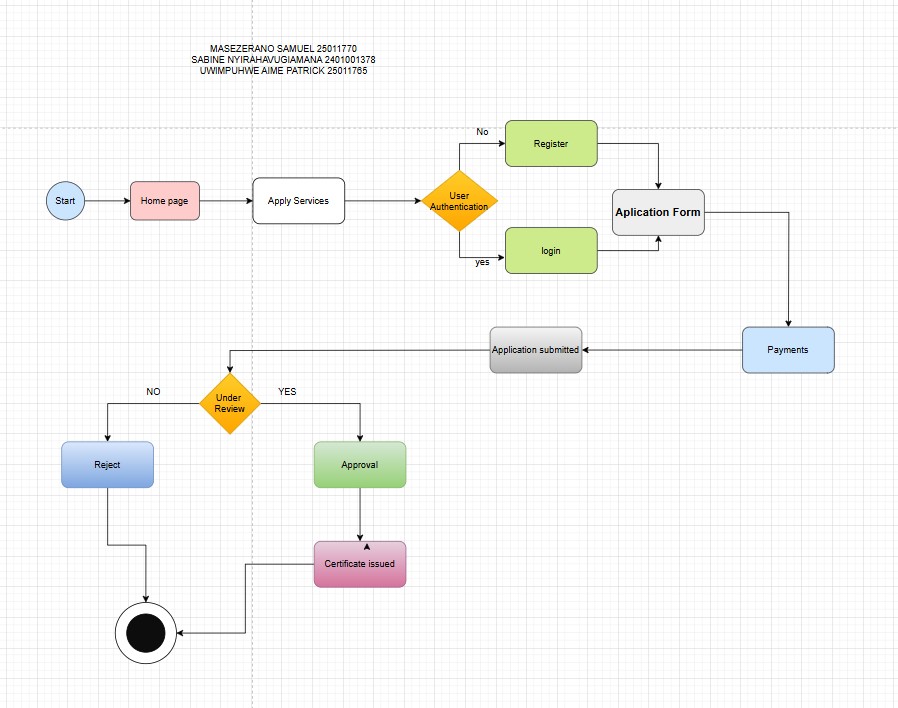 MASEZERANO SAMUEL 25011770
SABINE NYIRAHAVUGIAMANA 2401001378
UWIMPUHWE AIME PATRICK 25011765
No
Register
Start
Home page
Apply Services
User
Authentication
Aplication Form
yes
login
Application submitted
Payments
NO
YES
Under
Review
Reject
Approval
Certificate issued